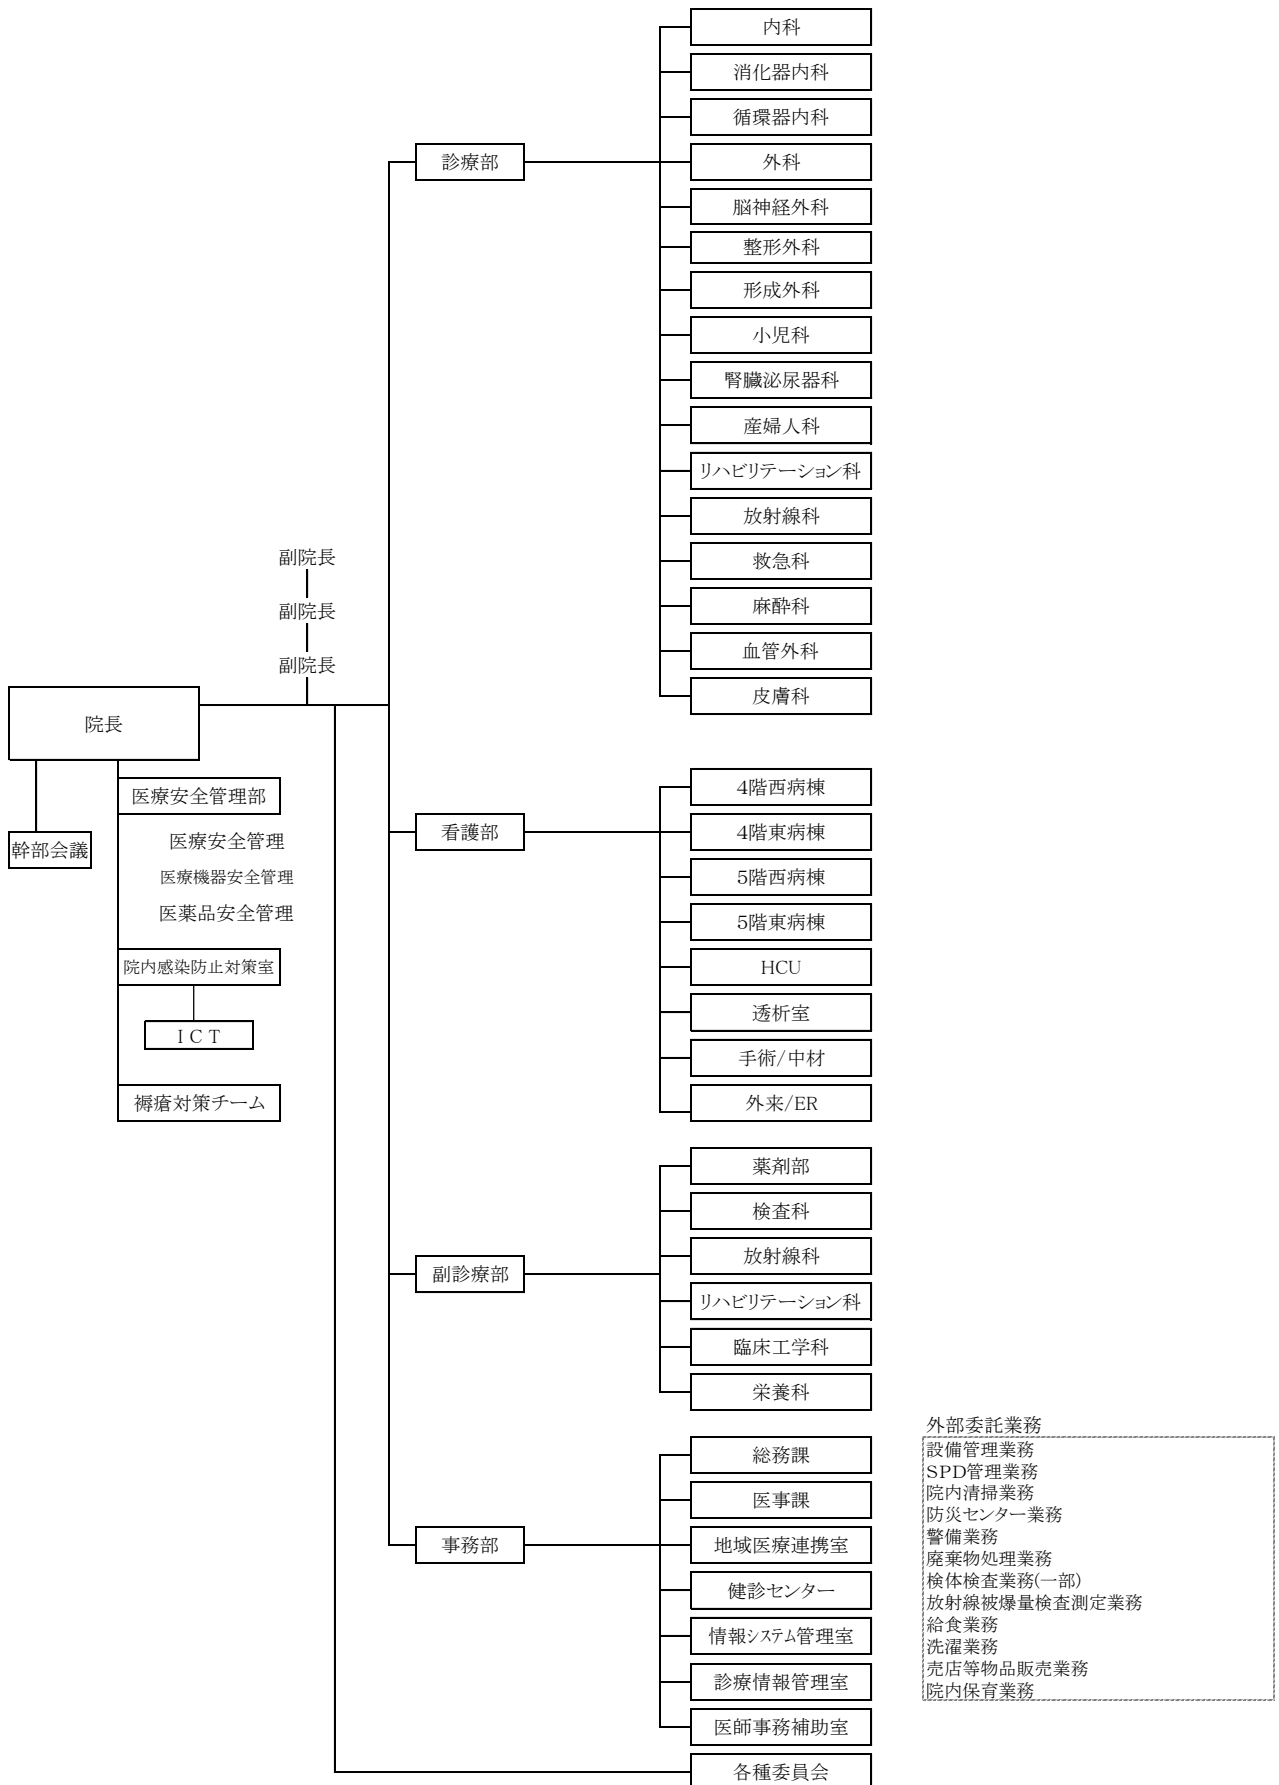 内科
消化器内科
循環器内科
診療部
外科
脳神経外科
整形外科
形成外科
小児科
腎臓泌尿器科
産婦人科
リハビリテーション科
放射線科
救急科
麻酔科
血管外科
皮膚科
副院長
副院長
副院長
院長
医療安全管理部
医療安全管理
医療機器安全管理
医薬品安全管理
幹部会議
院内感染防止対策室
ICT
褥瘡対策チーム
看護部
4階西病棟
4階東病棟
5階西病棟
5階東病棟
HCU
透析室
手術/中材
外来/ER
副診療部
薬剤部
検査科
放射線科
リハビリテーション科
臨床工学科
栄養科
事務部
総務課
医事課
地域医療連携室
健診センター
情報システム管理室
診療情報管理室
医師事務補助室
各種委員会
外部委託業務
設備管理業務
SPD管理業務
院内清掃業務
防災センター業務
警備業務
廃棄物処理業務
検体検査業務(一部)
放射線被爆量検査測定業務
給食業務
洗濯業務
売店等物品販売業務
院内保育業務